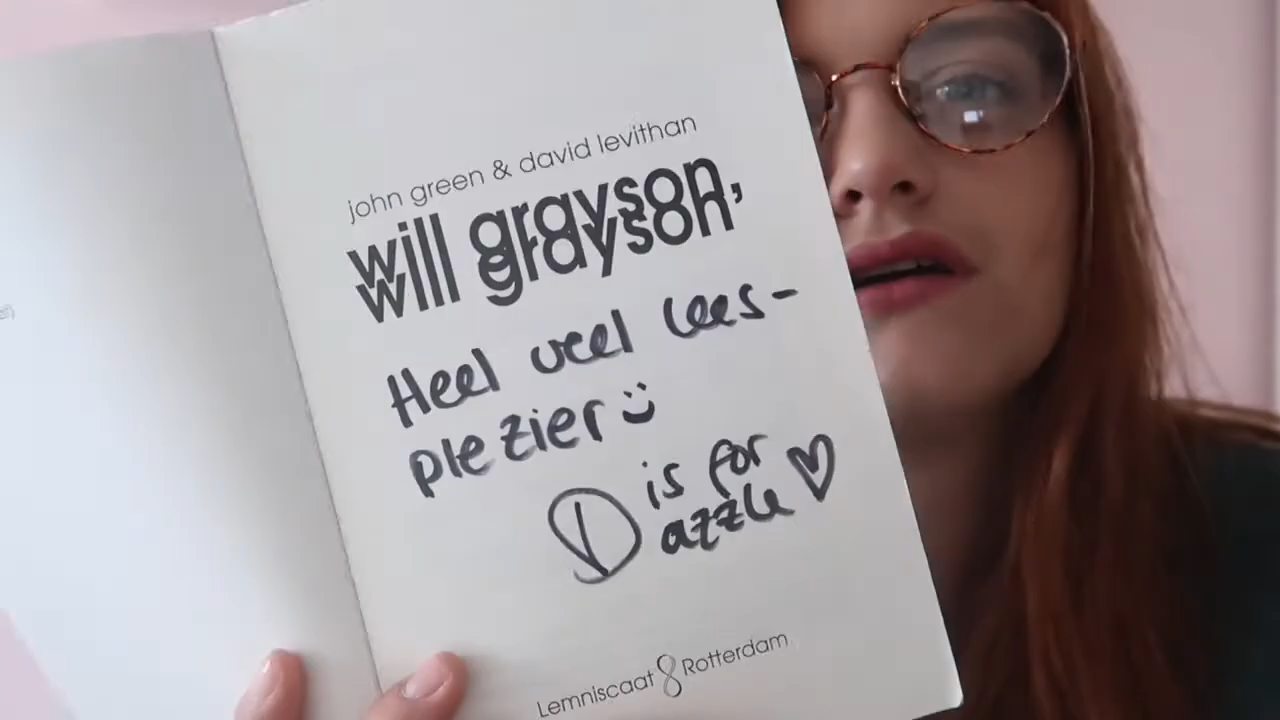 john green & david levithan
will grayson,
will grayson
Heel veel lees-
plezier
D is for
azzle
Lemniscaat Rotterdam